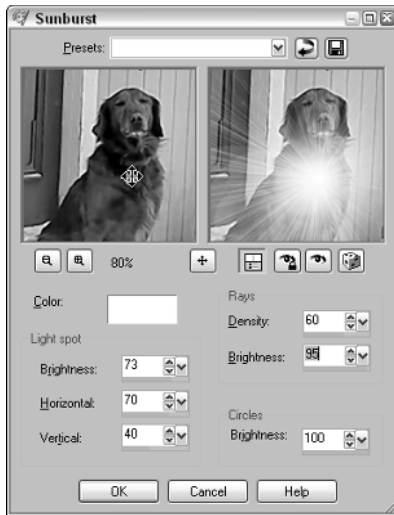 Sunburst
Presets:
80%
Color:
Light spot
Brightness: 73
Horizontal: 70
Vertical: 40
Rays
Density: 60
Brightness: 95
Circles
Brightness: 100
OK
Cancel
Help